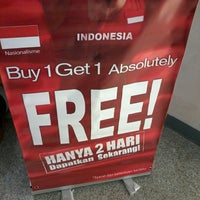 INDONESIA
Nasionalisme
Buy 1 Get 1 Absolutely
FREE!
HANYA 2 HARI
Dapatkan Sekarang!